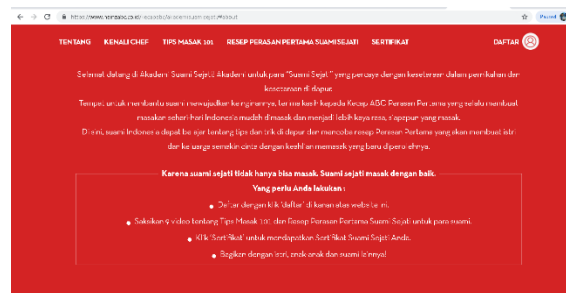 TENTANG KENALI CHEF TIPS MASAK 101 RESEP PERASAN PERTAMA SUAMI SEJATI SERTIFIKAT DAFTAR
Selamat datang di Akademi Suami Sejati! Akademi untuk para "Suami Sejati" yang percaya dengan kesetaraan dalam pernikahan dan
kesetaraan di dapur.
Tempat untuk membantu suami mewujudkan keinginannya, terima kasih kepada Kecap ABC Perasan Pertama yang selalu membuat
masakan sehari-hari Indonesia mudah dimasak dan menjadi lebih kaya rasa, siapapun yang masak.
Di sini, suami Indonesia dapat belajar tentang tips dan trik di dapur dan mencoba resep Perasan Pertama yang akan membuat istri
dan keluarga semakin cinta dengan keahlian memasak yang baru diperolehnya.
Karena suami sejati tidak hanya bisa masak. Suami sejati masak dengan baik.
Yang perlu Anda lakukan:
Daftar dengan klik 'daftar' di kanan atas website ini.
Saksikan 9 video tentang Tips Masak 101 dan Resep Perasan Pertama Suami Sejati untuk para suami.
Klik 'Sertifikat' untuk mendapatkan Sertifikat Suami Sejati Anda.
Bagikan dengan istri, anak-anak dan suami lainnya!